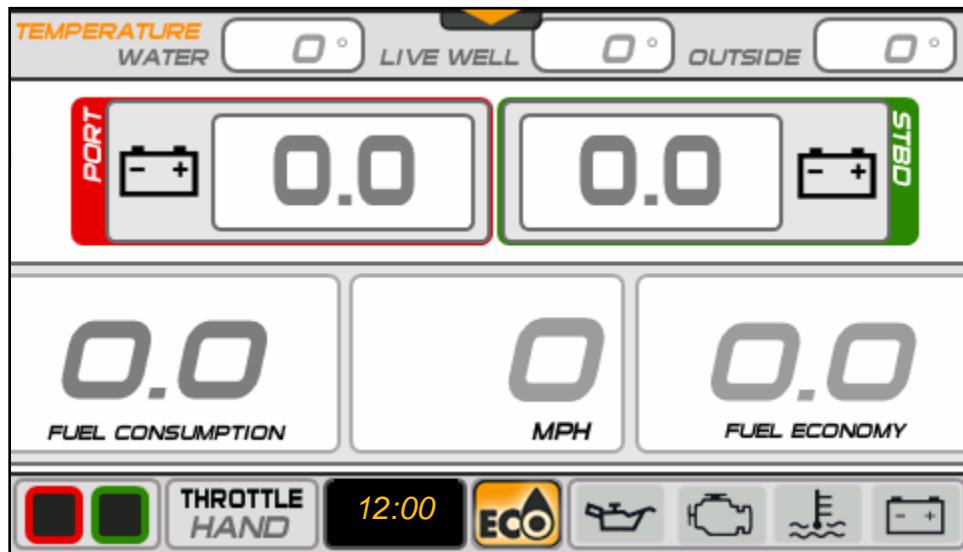 TEMPERATURE
WATER 0° LIVE WELL 0° OUTSIDE 0°
PORT - + 0.0 0.0 - + STBD
0.0 0 0.0
FUEL CONSUMPTION MPH FUEL ECONOMY
THROTTLE
HAND 12:00 ECO - +